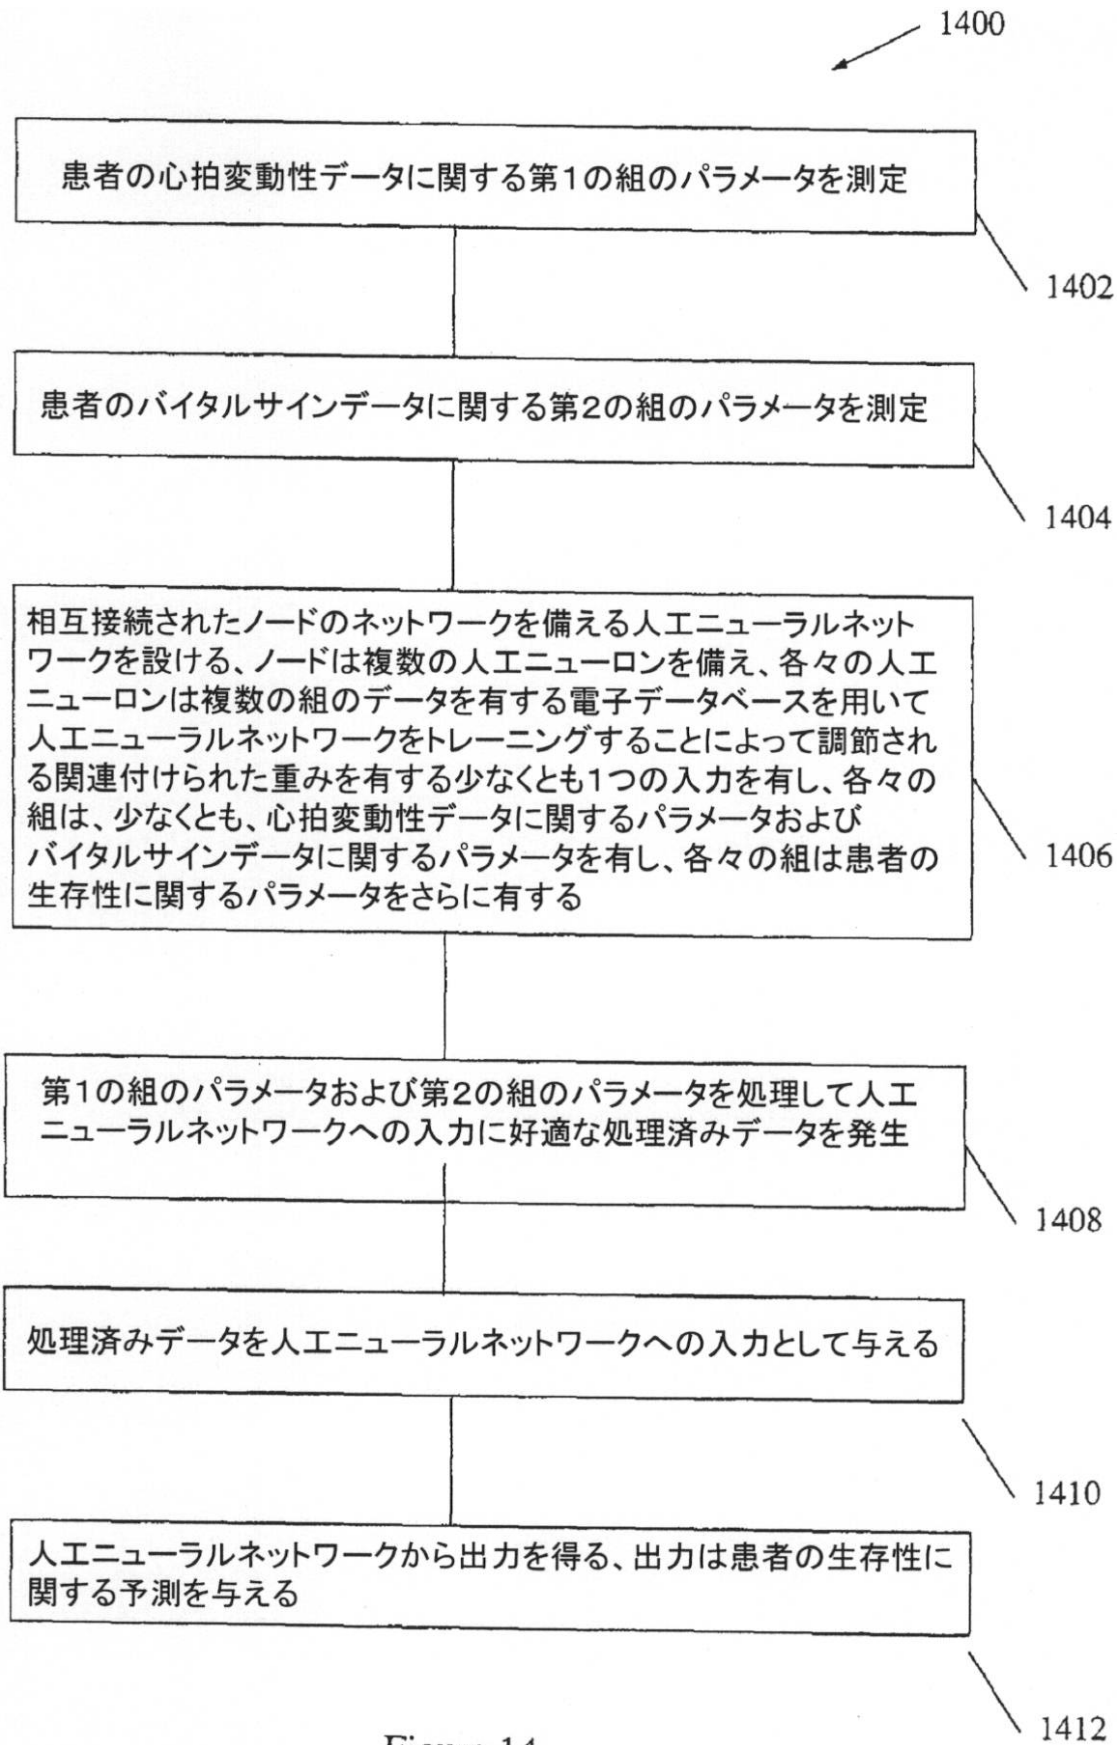 1400
患者の心拍変動性データに関する第1の組のパラメータを測定
1402
患者のバイタルサインデータに関する第2の組のパラメータを測定
1404
相互接続されたノードのネットワークを備える人工ニューラルネット
ワークを設ける、ノードは複数の人工ニューロンを備え、各々の人工
ニューロンは複数の組のデータを有する電子データベースを用いて
人工ニューラルネットワークをトレーニングすることによって調節され
る関連付けられた重みを有する少なくとも1つの入力を有し、各々の
組は、少なくとも、心拍変動性データに関するパラメータおよび
バイタルサインデータに関するパラメータを有し、各々の組は患者の
生存性に関するパラメータをさらに有する
1406
第1の組のパラメータおよび第2の組のパラメータを処理して人工
ニューラルネットワークへの入力に好適な処理済みデータを発生
1408
処理済みデータを人工ニューラルネットワークへの入力として与える
1410
人工ニューラルネットワークから出力を得る、出力は患者の生存性に
関する予測を与える
1412
Figure 14